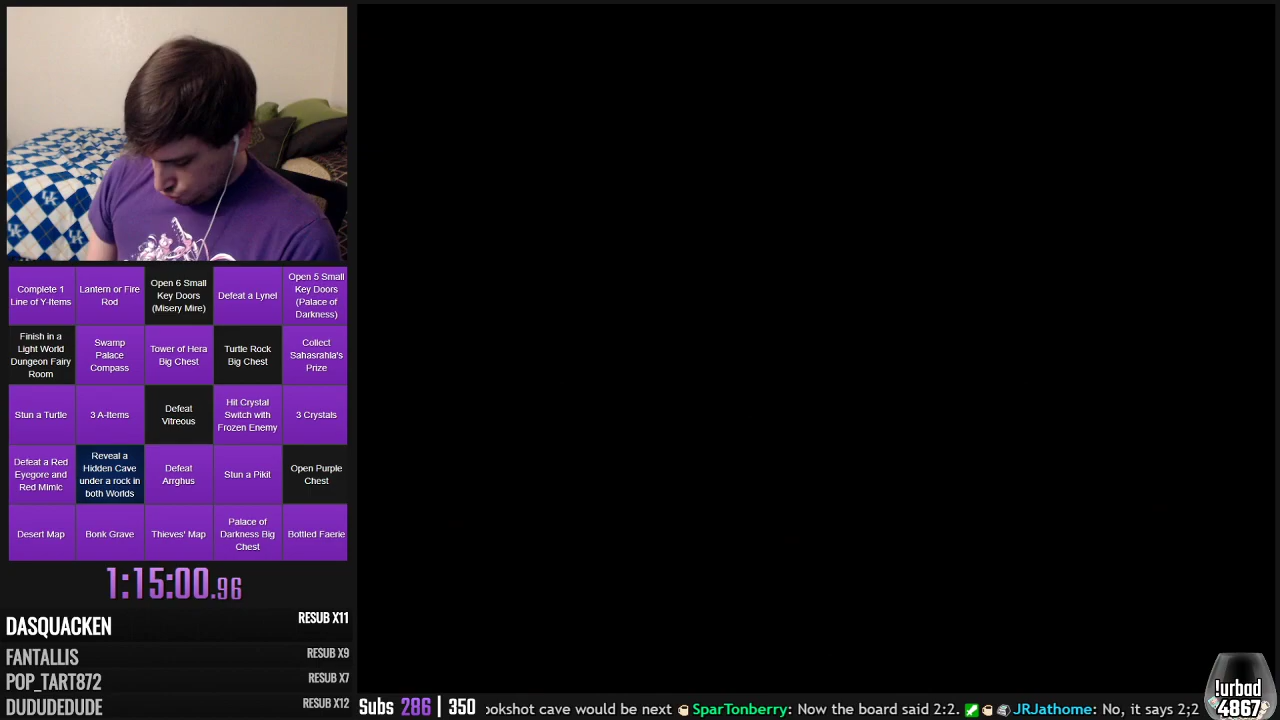 Complete 1
Line of Y-Items
Lantern or Fire
Rod
Open 6 Small
Key Doors
(Misery Mire)
Defeat a Lynel
Open 5 Small
Key Doors
(Palace of
Darkness)
Finish in a
Light World
Dungeon Fairy
Room
Swamp
Palace
Compass
Tower of Hera
Big Chest
Turtle Rock
Big Chest
Collect
Sahasrahla's
Prize
Stun a Turtle
3 A-Items
Defeat
Vitreous
Hit Crystal
Switch with
Frozen Enemy
3 Crystals
Defeat a Red
Eyegore and
Red Mimic
Reveal a
Hidden Cave
under a rock in
both Worlds
Defeat
Arrghus
Stun a Pikit
Open Purple
Chest
Desert Map
Bonk Grave
Thieves' Map
Palace of
Darkness Big
Chest
Bottled Faerie
1:15:00.96
DASQUACKEN RESUB X11
FANTALLIS RESUB X9
POP_TART872 RESUB X7
DUDUDEDUDE RESUB X12
Subs 286 | 350 ookshot cave would be next SparTonberry: Now the board said 2:2. JRJathome: No, it says 2;2
!urbad
4867